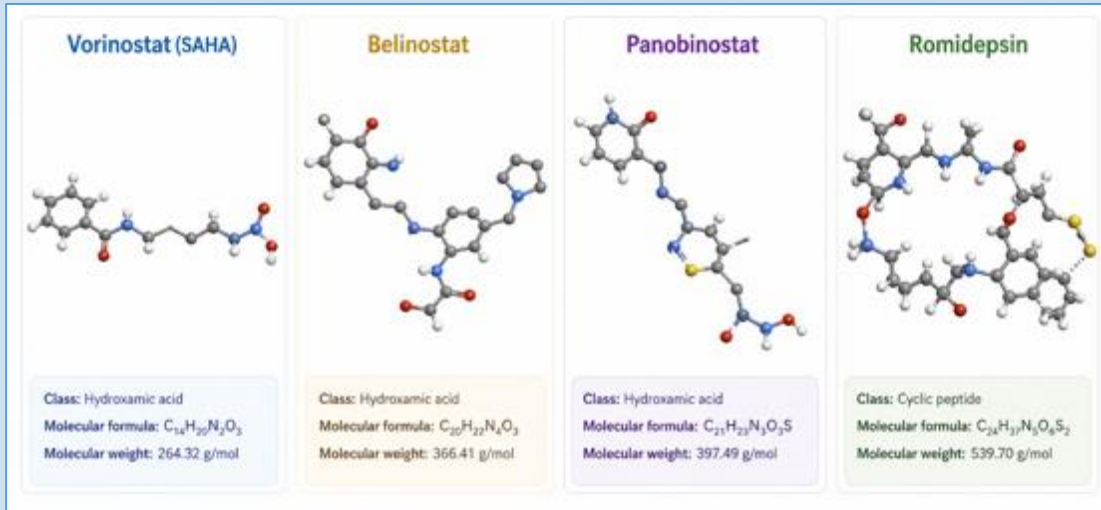 Vorinostat (SAHA)
Class: Hydroxamic acid
Molecular formula: C₁₄H₂₀N₂O₃
Molecular weight: 264.32 g/mol
Belinostat
Class: Hydroxamic acid
Molecular formula: C₂₀H₂₂N₄O₃
Molecular weight: 366.41 g/mol
Panobinostat
Class: Hydroxamic acid
Molecular formula: C₂₁H₂₃N₃O₃S
Molecular weight: 397.49 g/mol
Romidepsin
Class: Cyclic peptide
Molecular formula: C₂₄H₃₇N₅O₆S₂
Molecular weight: 539.70 g/mol